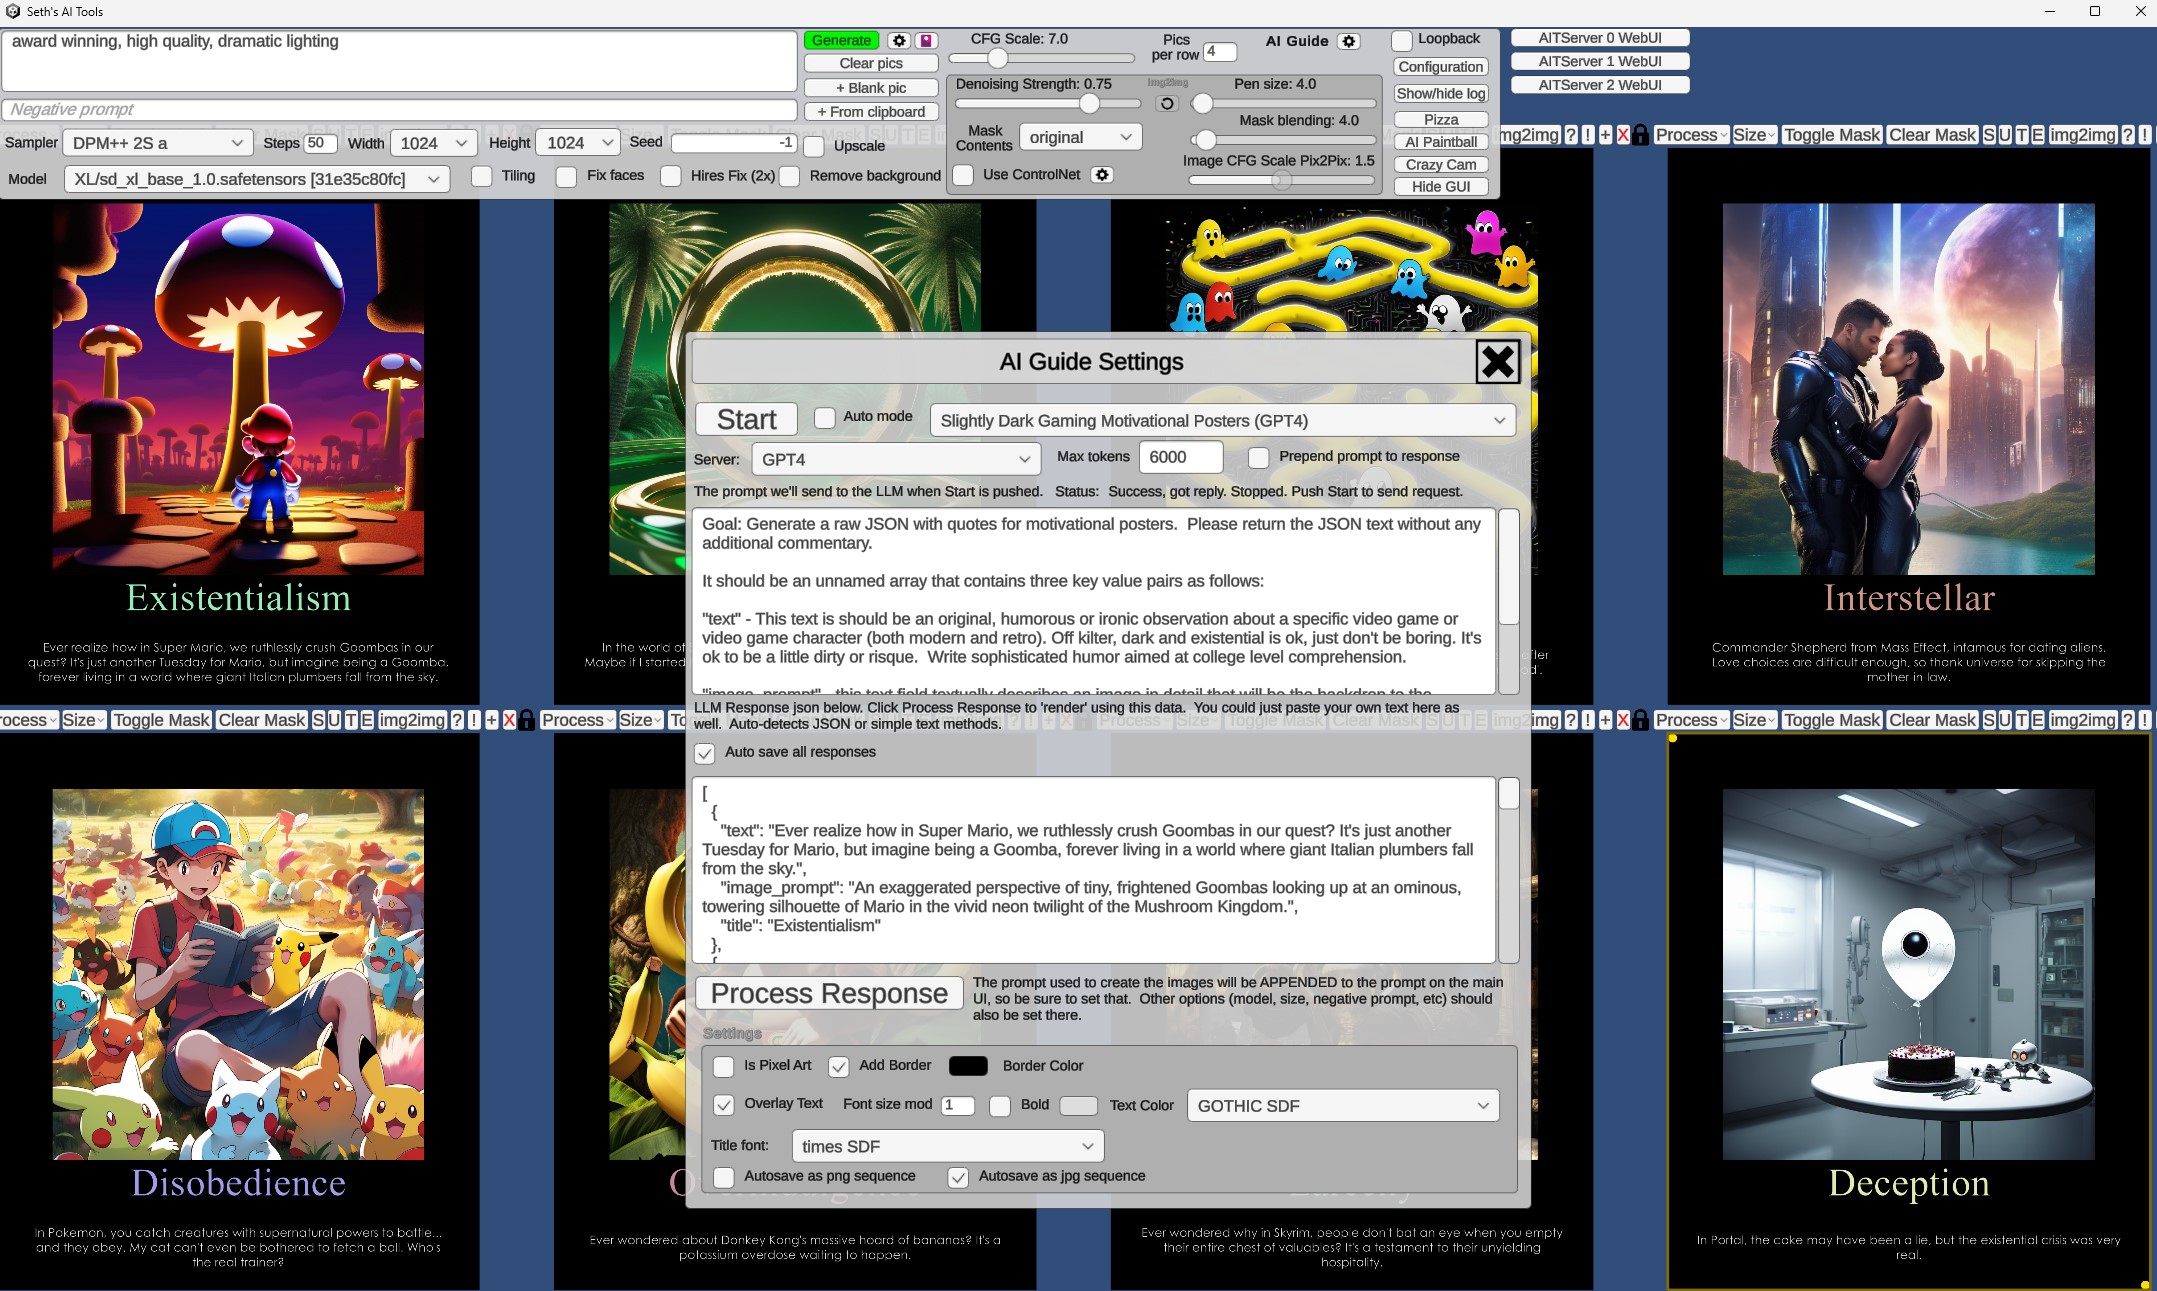 Seth's AI Tools
award winning, high quality, dramatic lighting
Negative prompt
Generate
Clear pics
+ Blank pic
+ From clipboard
CFG Scale: 7.0
Pics per row 4
AI Guide
Loopback
Configuration
Show/hide log
Pizza
AI Paintball
Crazy Cam
Hide GUI
AITServer 0 WebUI
AITServer 1 WebUI
AITServer 2 WebUI
Denoising Strength: 0.75
img2img
Pen size: 4.0
Mask blending: 4.0
Mask Contents original
Image CFG Scale Pix2Pix: 1.5
Use ControlNet
Sampler DPM++ 2S a Steps 50 Width 1024 Height 1024 Seed -1 Upscale
Model XL/sd_xl_base_1.0.safetensors [31e35c80fc] Tiling Fix faces Hires Fix (2x) Remove background
mg2img ? ! + X Process Size Toggle Mask Clear Mask S U T E img2img ? !
Existentialism
Ever realize how in Super Mario, we ruthlessly crush Goombas in our
quest? It's just another Tuesday for Mario, but imagine being a Goomba,
forever living in a world where giant Italian plumbers fall from the sky.
In the world of
Maybe if I started
Interstellar
Commander Shepherd from Mass Effect, infamous for dating aliens.
Love choices are difficult enough, so thank universe for skipping the
mother in law.
AI Guide Settings
Start Auto mode Slightly Dark Gaming Motivational Posters (GPT4)
Server: GPT4 Max tokens 6000 Prepend prompt to response
The prompt we'll send to the LLM when Start is pushed. Status: Success, got reply. Stopped. Push Start to send request.
Goal: Generate a raw JSON with quotes for motivational posters. Please return the JSON text without any
additional commentary.
It should be an unnamed array that contains three key value pairs as follows:
"text" - This text is should be an original, humorous or ironic observation about a specific video game or
video game character (both modern and retro). Off kilter, dark and existential is ok, just don't be boring. It's
ok to be a little dirty or risque. Write sophisticated humor aimed at college level comprehension.
"image_prompt" - this text field textually describes an image in detail that will be the backdrop to the
LLM Response json below. Click Process Response to 'render' using this data. You could just paste your own text here as
well. Auto-detects JSON or simple text methods.
Auto save all responses
[
{
"text": "Ever realize how in Super Mario, we ruthlessly crush Goombas in our quest? It's just another
Tuesday for Mario, but imagine being a Goomba, forever living in a world where giant Italian plumbers fall
from the sky.",
"image_prompt": "An exaggerated perspective of tiny, frightened Goombas looking up at an ominous,
towering silhouette of Mario in the vivid neon twilight of the Mushroom Kingdom.",
"title": "Existentialism"
},
{
Process Response
The prompt used to create the images will be APPENDED to the prompt on the main
UI, so be sure to set that. Other options (model, size, negative prompt, etc) should
also be set there.
Settings
Is Pixel Art Add Border Border Color
Overlay Text Font size mod 1 Bold Text Color GOTHIC SDF
Title font: times SDF
Autosave as png sequence Autosave as jpg sequence
rocess Size Toggle Mask Clear Mask S U T E img2img ? ! + X Process Size
mg2img ? ! + X Process Size Toggle Mask Clear Mask S U T E img2img ? !
Disobedience
In Pokemon, you catch creatures with supernatural powers to battle...
and they obey. My cat can't even be bothered to fetch a ball. Who's
the real trainer?
Ever wondered about Donkey Kong's massive hoard of bananas? It's a
potassium overdose waiting to happen.
Ever wondered why in Skyrim, people don't bat an eye when you empty
their entire chest of valuables? It's a testament to their unyielding
hospitality.
Deception
In Portal, the cake may have been a lie, but the existential crisis was very
real.